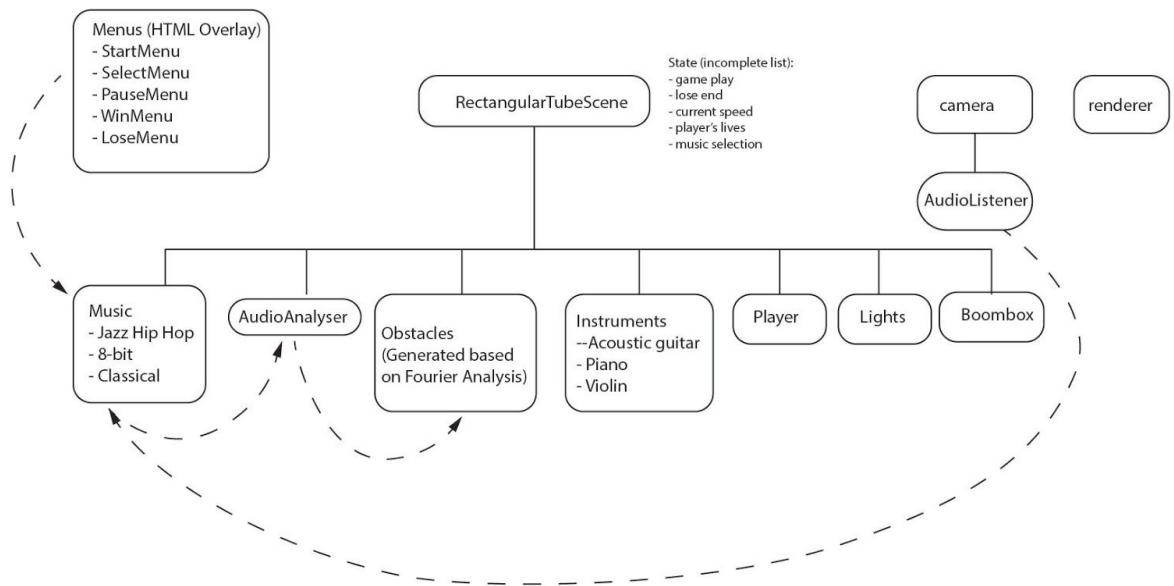 Menus (HTML Overlay)
- StartMenu
- SelectMenu
- PauseMenu
- WinMenu
- LoseMenu
RectangularTubeScene
State (incomplete list):
- game play
- lose end
- current speed
- player's lives
- music selection
camera
renderer
AudioListener
Music
- Jazz Hip Hop
- 8-bit
- Classical
AudioAnalyser
Obstacles
(Generated based
on Fourier Analysis)
Instruments
--Acoustic guitar
- Piano
- Violin
Player
Lights
Boombox